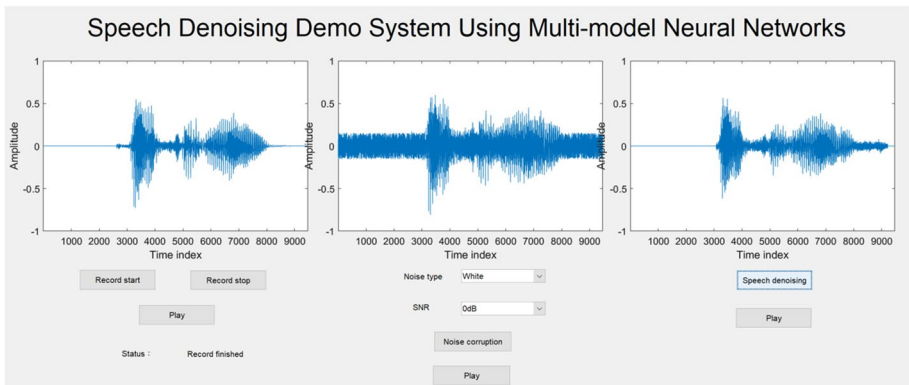 Speech Denoising Demo System Using Multi-model Neural Networks
1
0.5
0
-0.5
-1
Amplitude
1000 2000 3000 4000 5000 6000 7000 8000 9000
Time index
Record start
Record stop
Play
Status :
Record finished
1
0.5
0
-0.5
-1
Amplitude
1000 2000 3000 4000 5000 6000 7000 8000 9000
Time index
Noise type
White
SNR
0dB
Noise corruption
Play
1
0.5
0
-0.5
-1
Amplitude
1000 2000 3000 4000 5000 6000 7000 8000 9000
Time index
Speech denoising
Play